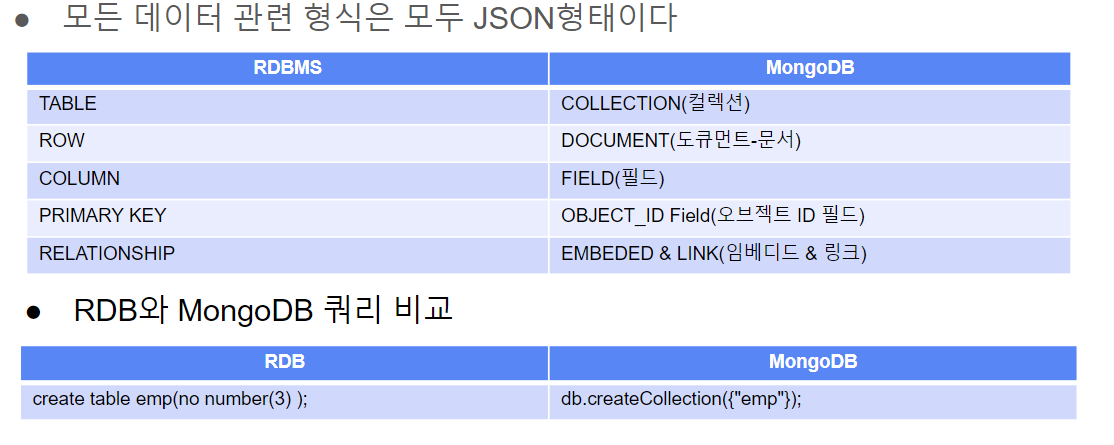 ● 모든 데이터 관련 형식은 모두 JSON형태이다
RDBMS MongoDB
TABLE COLLECTION(컬렉션)
ROW DOCUMENT(도큐먼트-문서)
COLUMN FIELD(필드)
PRIMARY KEY OBJECT_ID Field(오브젝트 ID 필드)
RELATIONSHIP EMBEDED & LINK(임베디드 & 링크)
● RDB와 MongoDB 쿼리 비교
RDB MongoDB
create table emp(no number(3) ); db.createCollection({"emp"});